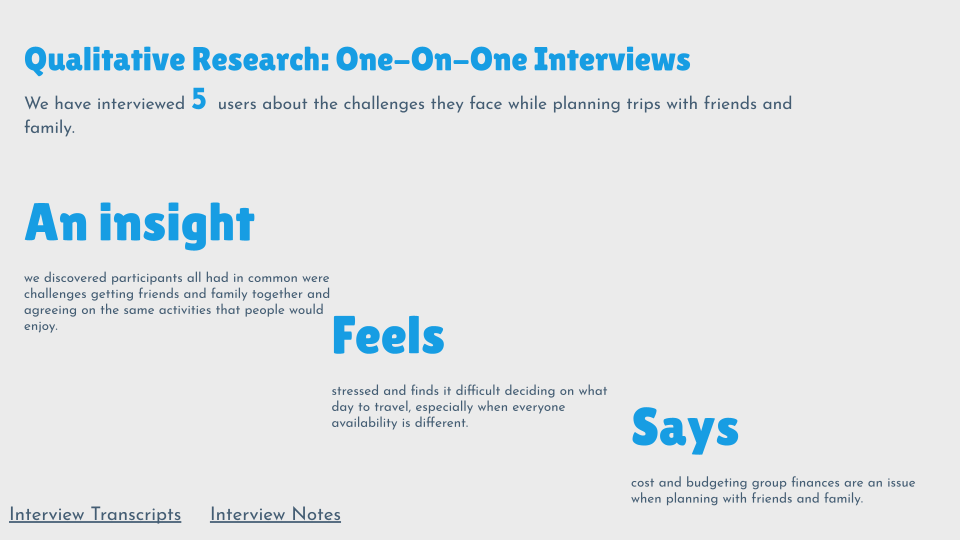 Qualitative Research: One-On-One Interviews
We have interviewed 5 users about the challenges they face while planning trips with friends and
family.
An insight
we discovered participants all had in common were
challenges getting friends and family together and
agreeing on the same activities that people would
enjoy.
Feels
stressed and finds it difficult deciding on what
day to travel, especially when everyone
availability is different.
Says
cost and budgeting group finances are an issue
when planning with friends and family.
Interview Transcripts Interview Notes